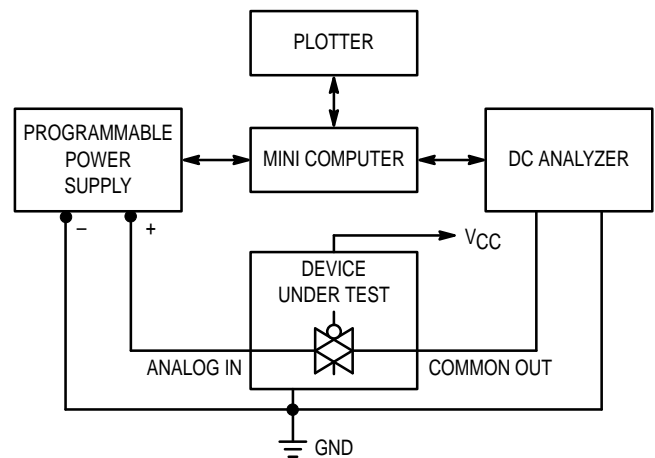 PLOTTER
PROGRAMMABLE
POWER
SUPPLY
MINI COMPUTER
DC ANALYZER
– +
VCC
DEVICE
UNDER TEST
ANALOG IN
COMMON OUT
GND